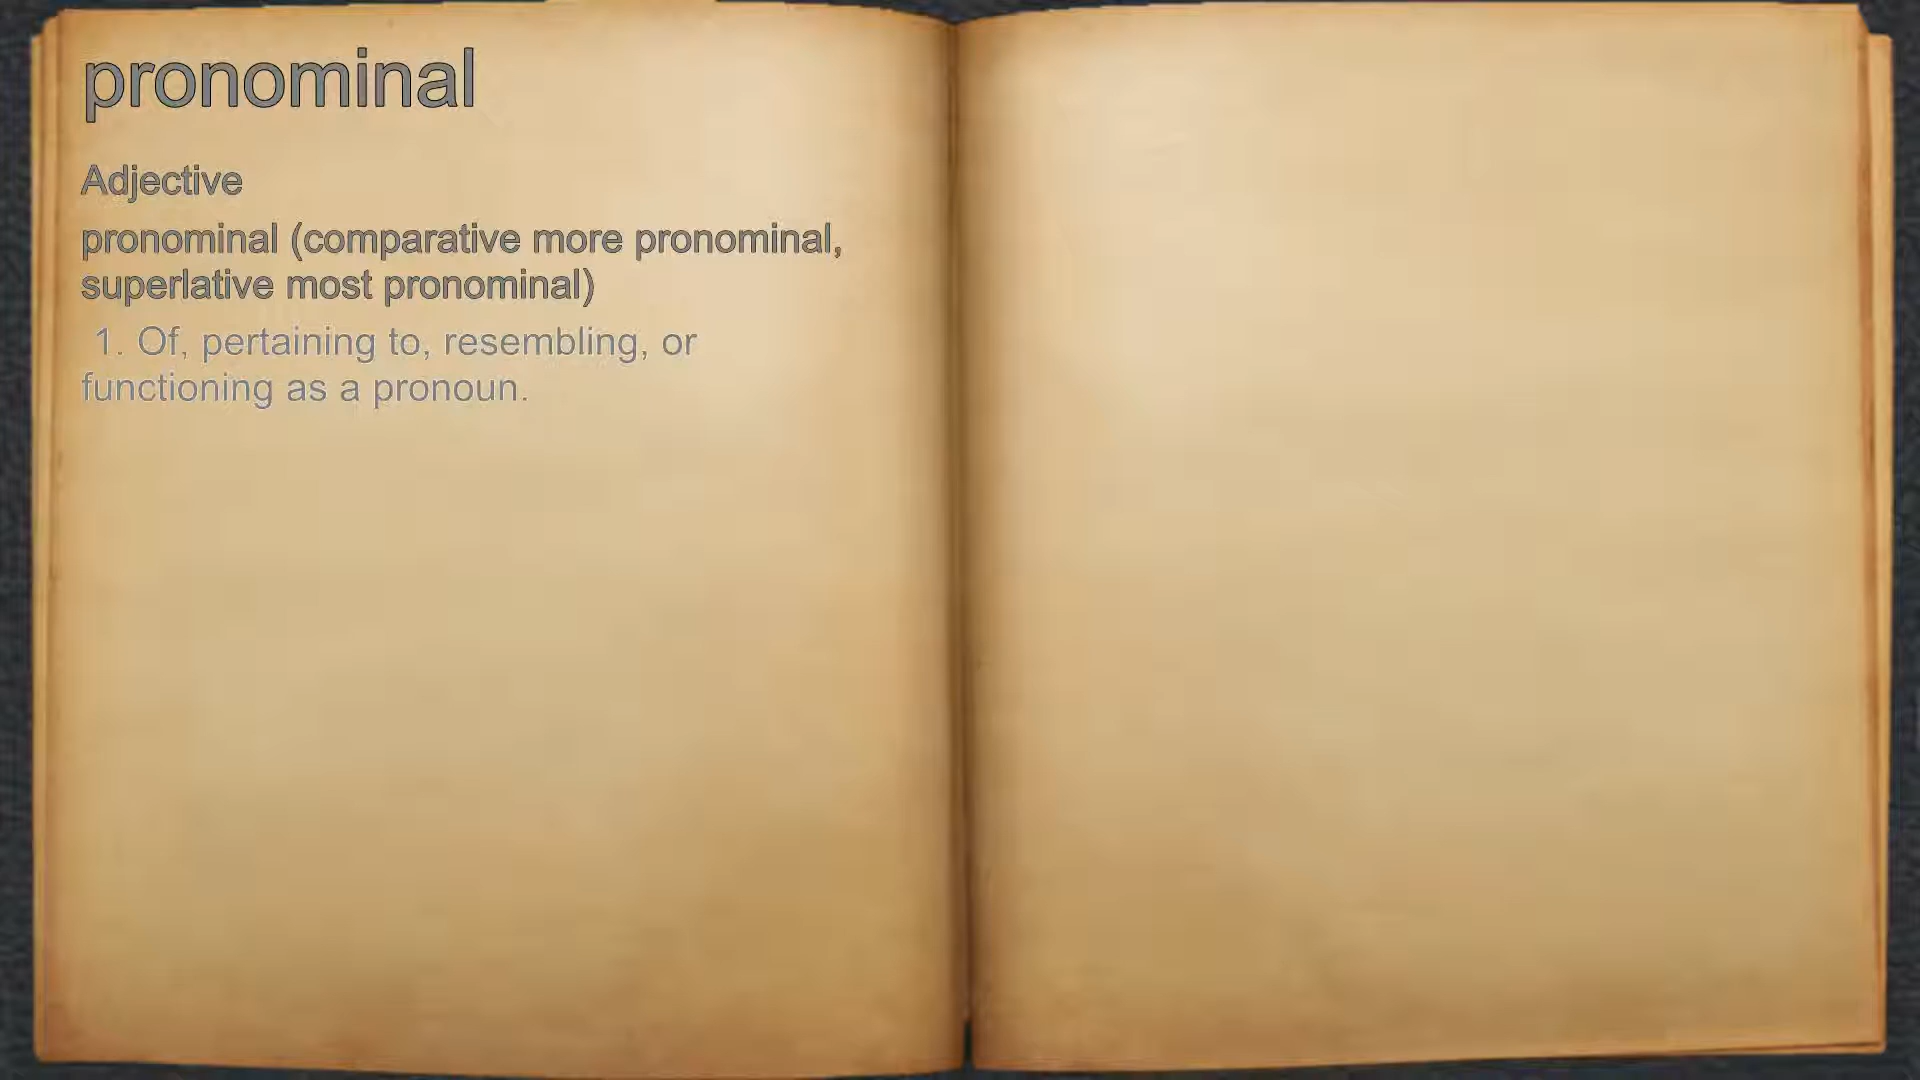 pronominal
Adjective
pronominal (comparative more pronominal,
superlative most pronominal)
1. Of, pertaining to, resembling, or
functioning as a pronoun.